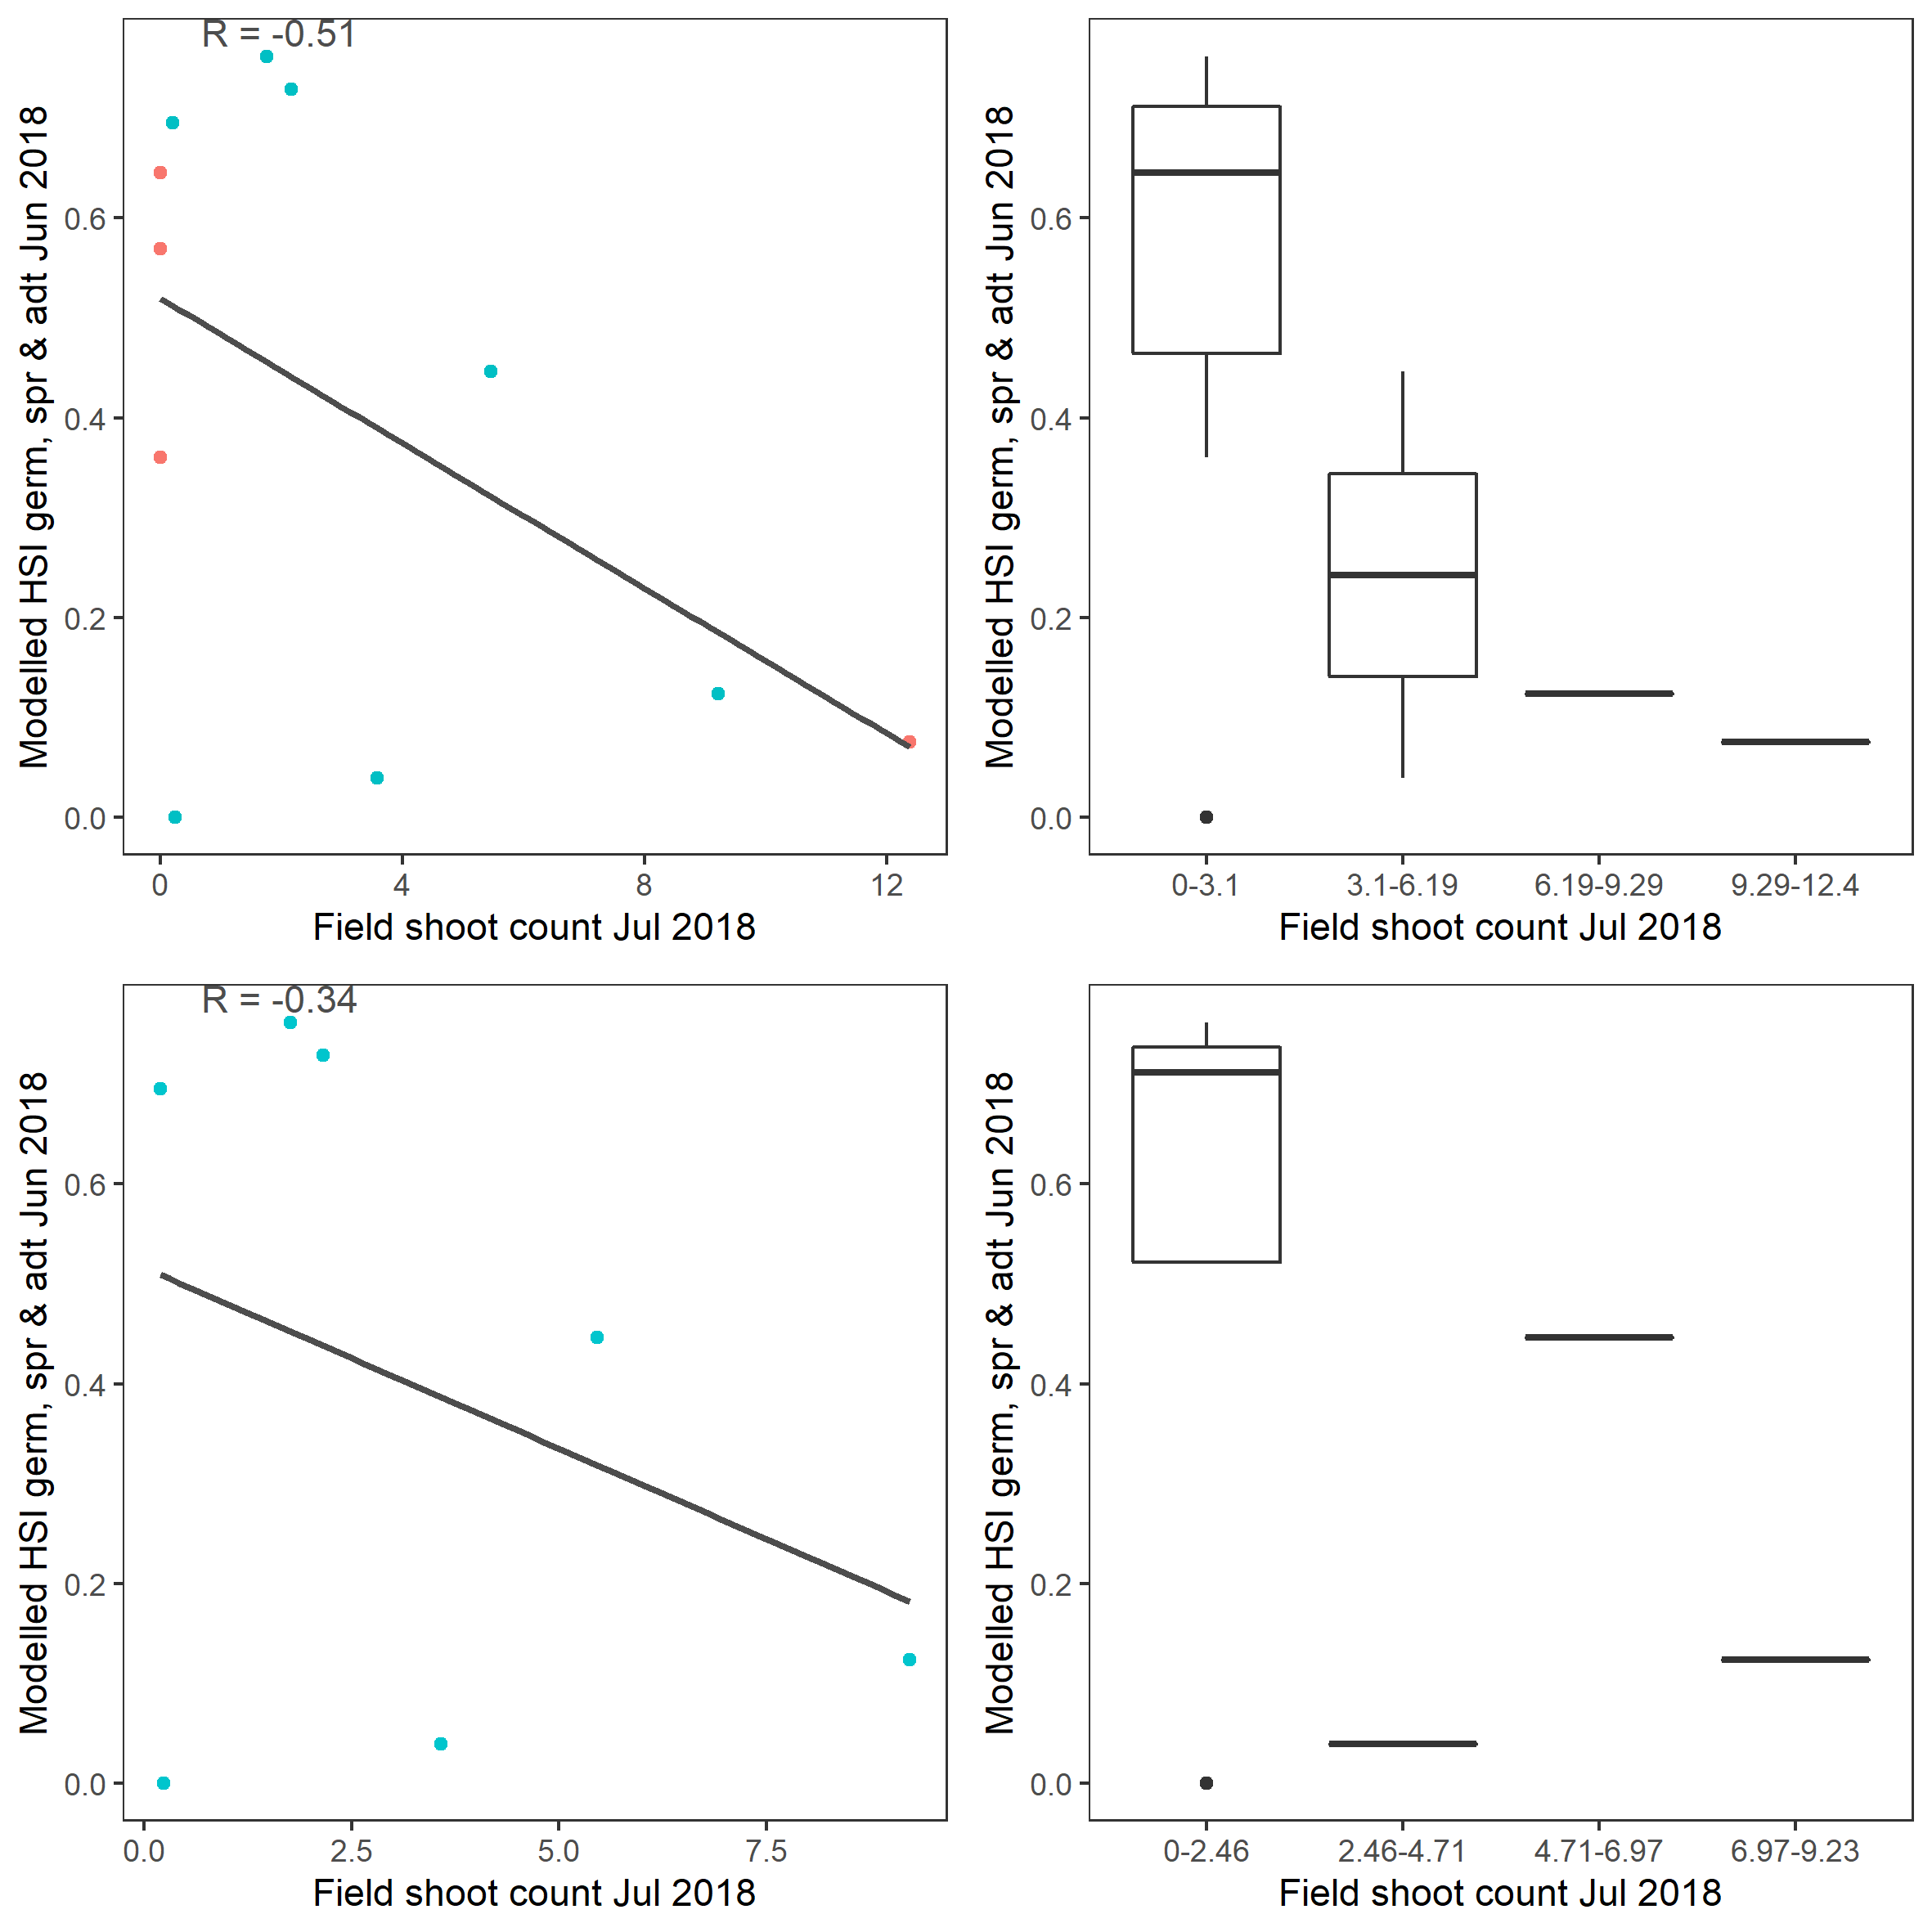 R = -0.51
Modelled HSI germ, spr & adt Jun 2018
0.6
0.4
0.2
0.0
0 4 8 12
Field shoot count Jul 2018
Modelled HSI germ, spr & adt Jun 2018
0.6
0.4
0.2
0.0
0-3.1 3.1-6.19 6.19-9.29 9.29-12.4
Field shoot count Jul 2018
R = -0.34
Modelled HSI germ, spr & adt Jun 2018
0.6
0.4
0.2
0.0
0.0 2.5 5.0 7.5
Field shoot count Jul 2018
Modelled HSI germ, spr & adt Jun 2018
0.6
0.4
0.2
0.0
0-2.46 2.46-4.71 4.71-6.97 6.97-9.23
Field shoot count Jul 2018